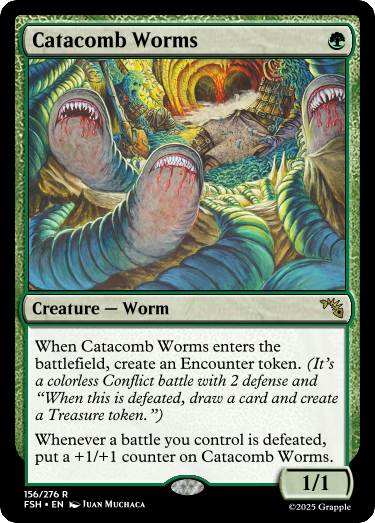 Catacomb Worms
Creature — Worm
When Catacomb Worms enters the
battlefield, create an Encounter token. (It's
a colorless Conflict battle with 2 defense and
“When this is defeated, draw a card and create
a Treasure token.”)
Whenever a battle you control is defeated,
put a +1/+1 counter on Catacomb Worms.
1/1
156/276 R
FSH • EN Juan Muchaca
©2025 Grapple